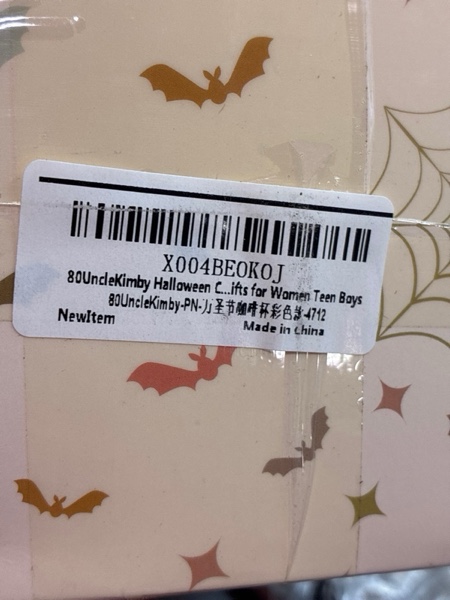 X004BEOKOJ
80UncleKimby Halloween C...ifts for Women Teen Boys
80UncleKimby-PN-万圣节咖啡杯彩色款-4712
NewItem
Made in China